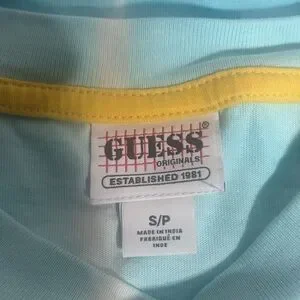 GUESS®
ORIGINALS
ESTABLISHED 1981
S/P
MADE IN INDIA
FABRIQUÉ EN
INDE